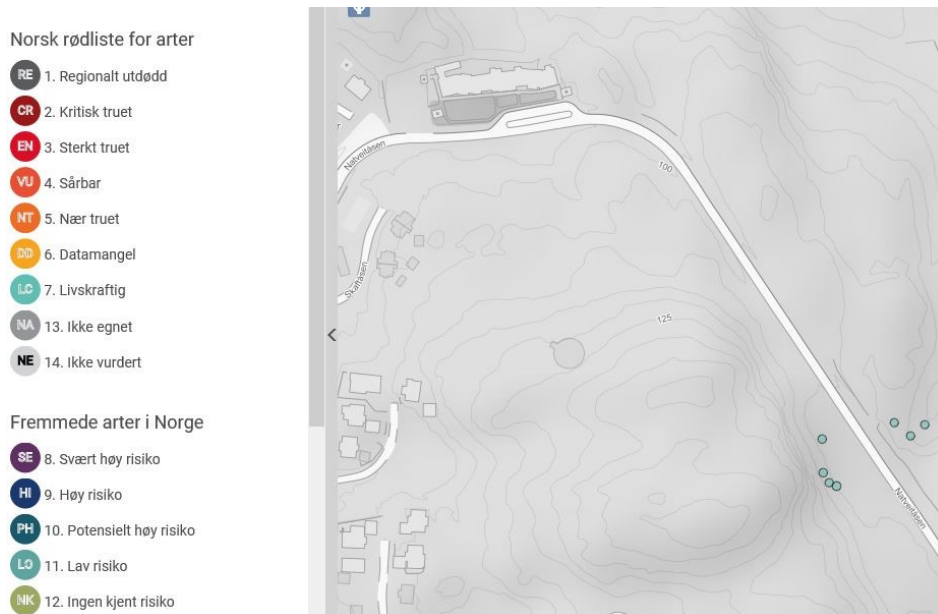 Norsk rødliste for arter
RE 1. Regionalt utdødd
CR 2. Kritisk truet
EN 3. Sterkt truet
VU 4. Sårbar
NT 5. Nær truet
DD 6. Datamangel
LC 7. Livskraftig
NA 13. Ikke egnet
NE 14. Ikke vurdert
Fremmede arter i Norge
SE 8. Svært høy risiko
HI 9. Høy risiko
PH 10. Potensielt høy risiko
LO 11. Lav risiko
NK 12. Ingen kjent risiko
Natveitåsen
100
Skaftåsen
125
Natveitåsen